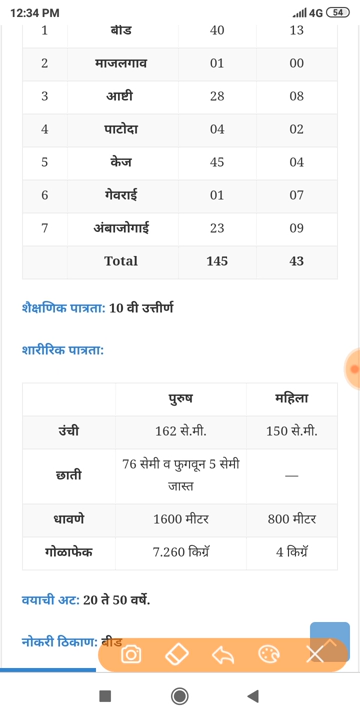 12:34 PM 4G 54
1 बीड 40 13
2 माजलगाव 01 00
3 आष्टी 28 08
4 पाटोदा 04 02
5 केज 45 04
6 गेवराई 01 07
7 अंबाजोगाई 23 09
Total 145 43
शैक्षणिक पात्रता: 10 वी उत्तीर्ण
शारीरिक पात्रता:
पुरुष महिला
उंची 162 से.मी. 150 से.मी.
छाती 76 सेमी व फुगवून 5 सेमी जास्त —
धावणे 1600 मीटर 800 मीटर
गोळाफेक 7.260 किग्रॅ 4 किग्रॅ
वयाची अट: 20 ते 50 वर्षे.
नोकरी ठिकाण: बीड